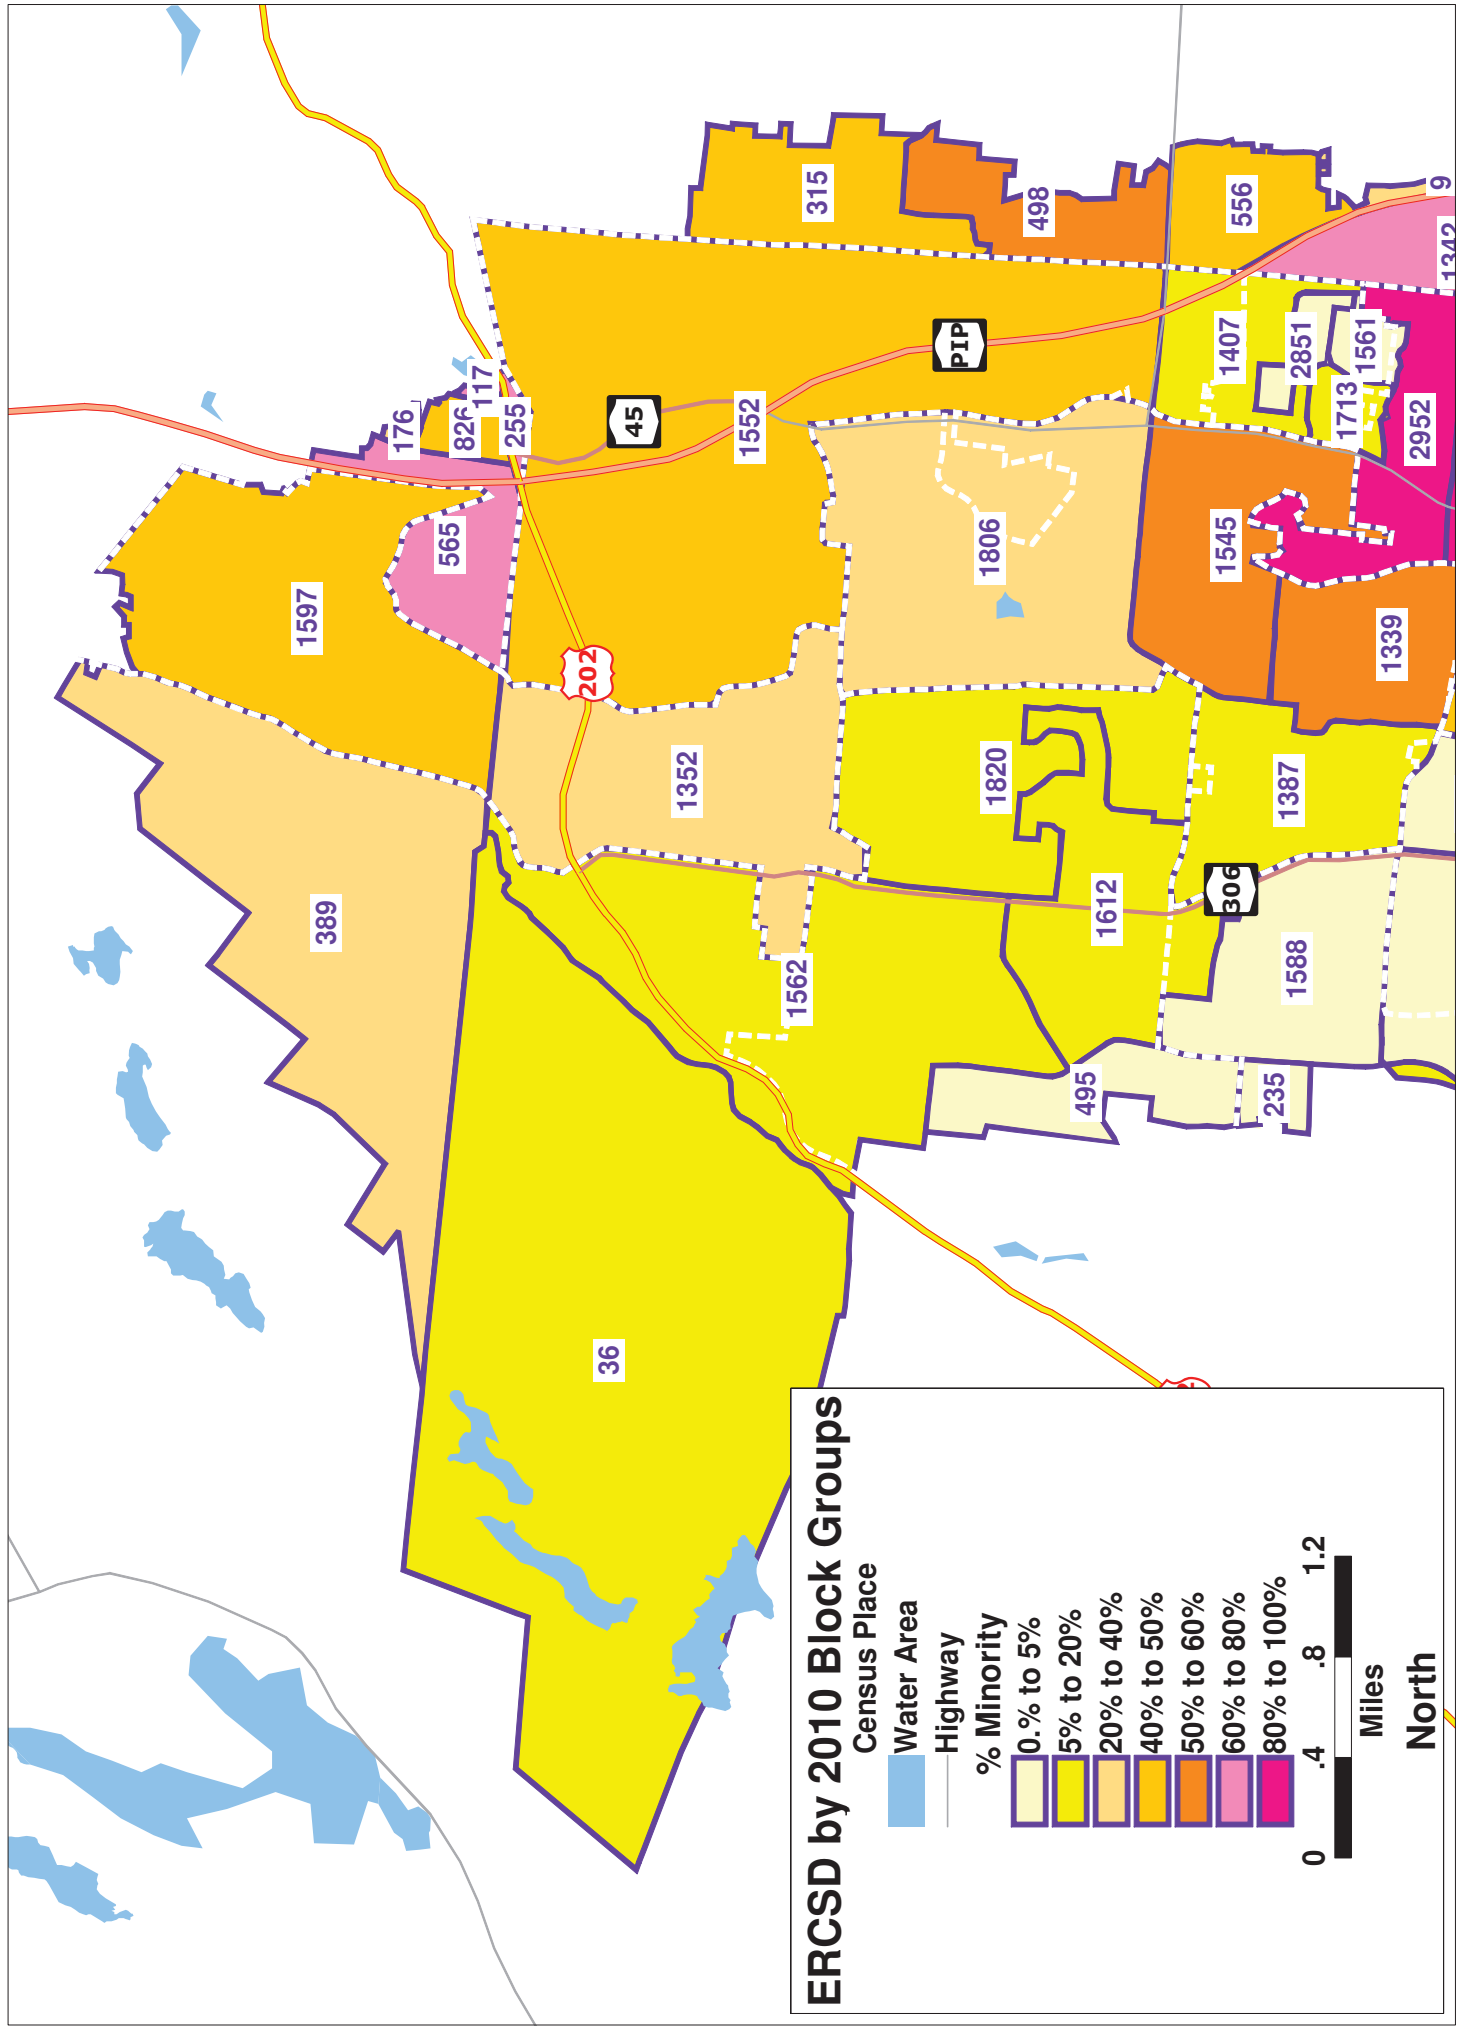 315
498
556
9
1342
176
826
117
255
45
1552
PIP
1407
2851
1561
1713
2952
565
1597
1806
1545
1339
202
1352
1820
1387
389
1562
1612
306
1588
495
235
36
ERCSD by 2010 Block Groups
Census Place
Water Area
Highway
% Minority
0.% to 5%
5% to 20%
20% to 40%
40% to 50%
50% to 60%
60% to 80%
80% to 100%
0 .4 .8 1.2
Miles
North